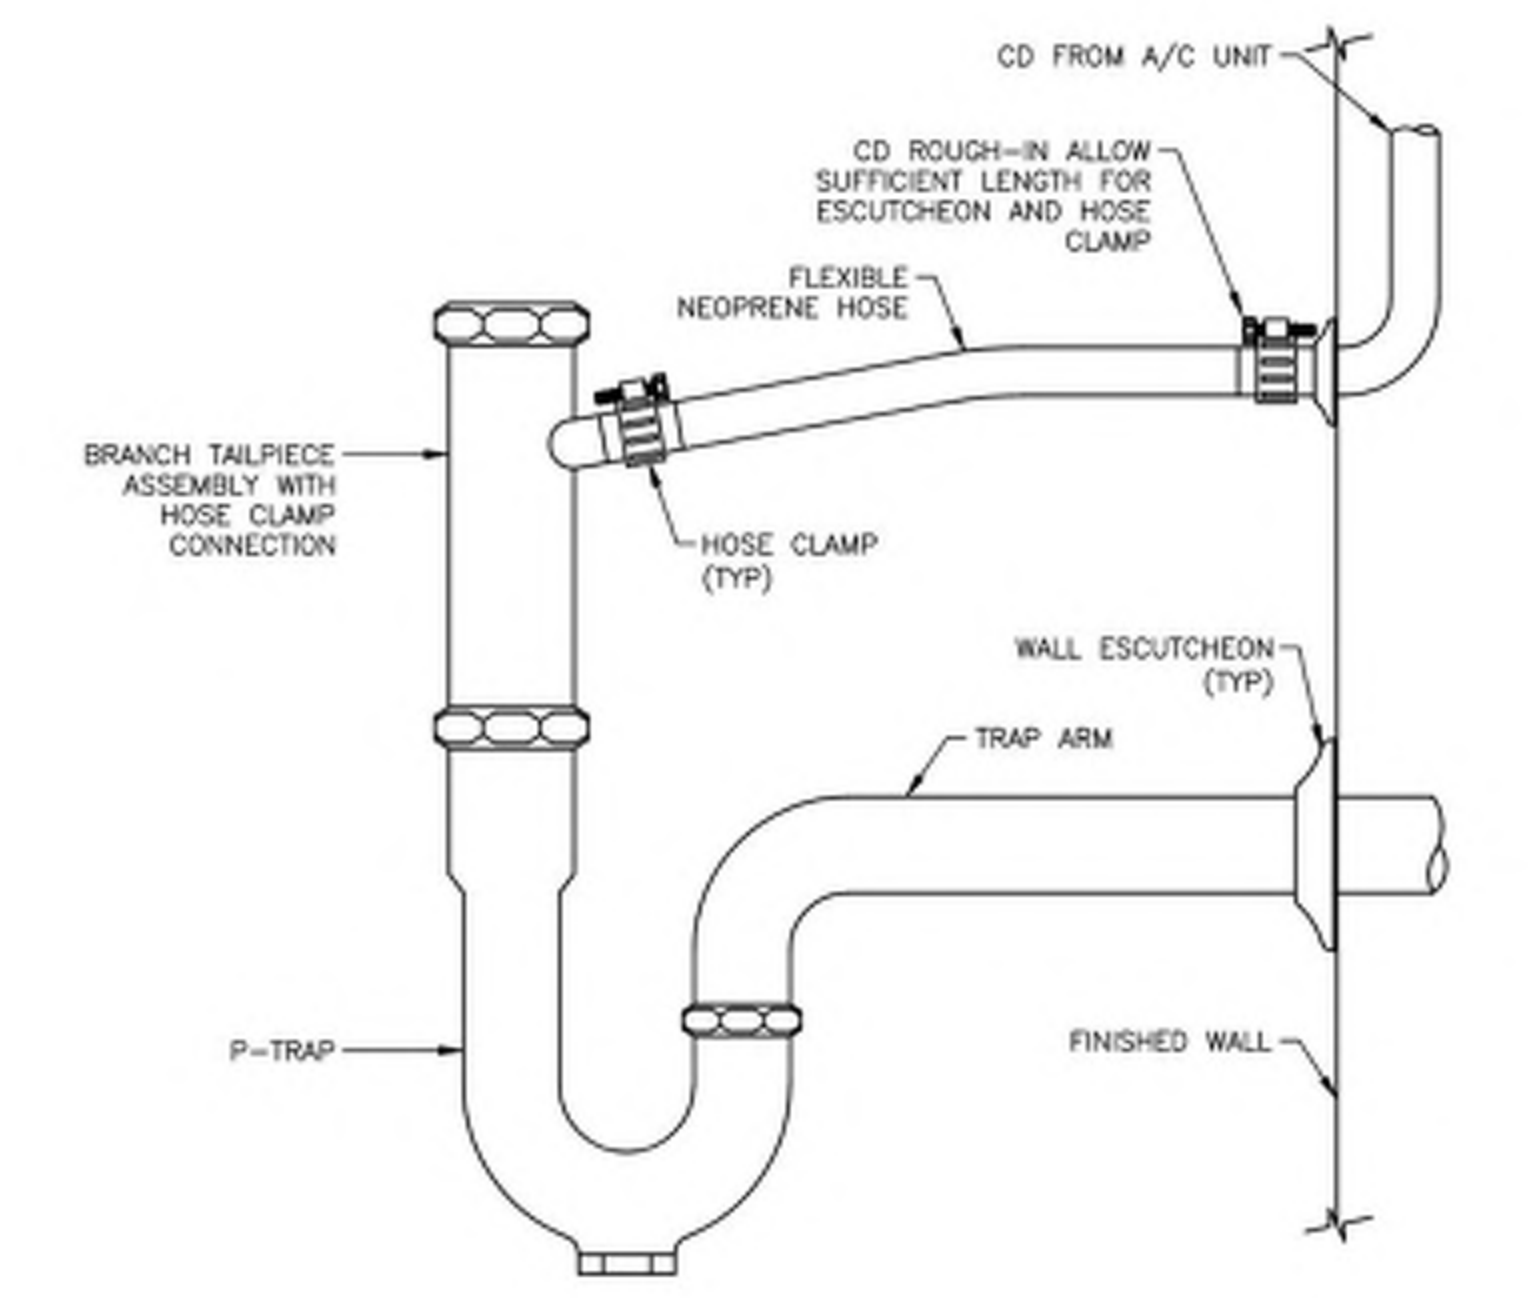 CD FROM A/C UNIT
CD ROUGH-IN ALLOW
SUFFICIENT LENGTH FOR
ESCUTCHEON AND HOSE
CLAMP
FLEXIBLE
NEOPRENE HOSE
BRANCH TAILPIECE
ASSEMBLY WITH
HOSE CLAMP
CONNECTION
HOSE CLAMP
(TYP)
WALL ESCUTCHEON
(TYP)
TRAP ARM
P-TRAP
FINISHED WALL